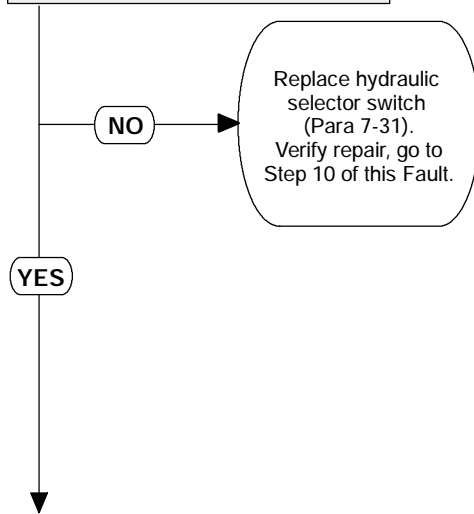 Replace hydraulic
selector switch
(Para 7-31).
Verify repair, go to
Step 10 of this Fault.
NO
YES